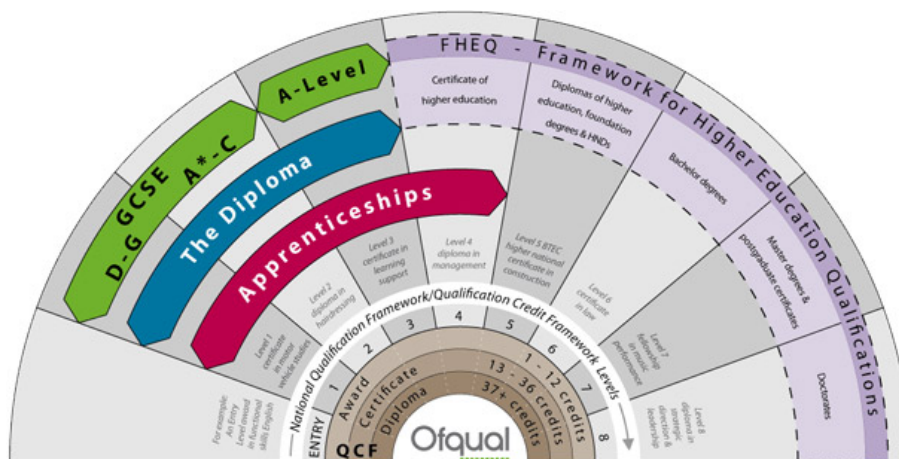 FHEQ - Framework for Higher Education Qualifications
A-Level
GCSE
D-G A*-C
The Diploma
Apprenticeships
Certificate of
higher education
Diplomas of higher
education, foundation
degrees & HNDs
Bachelor degrees
Master degrees &
postgraduate certificates
Doctorates
For example:
An Entry
Level award
in functional
skills English
Level 1
certificate
in motor
vehicle studies
Level 2
diploma in
hairdressing
Level 3
certificate in
learning
support
Level 4
diploma in
management
Level 5 BTEC
higher national
certificate in
construction
Level 6
certificate
in law
Level 7
fellowship
in music
performance
Level 8
diploma in
strategic
direction &
leadership
National Qualification Framework/Qualification Credit Framework Levels
ENTRY
1
2
3
4
5
6
7
8
Award
1 - 12 credits
Certificate
13 - 36 credits
Diploma
37+ credits
QCF
Ofqual